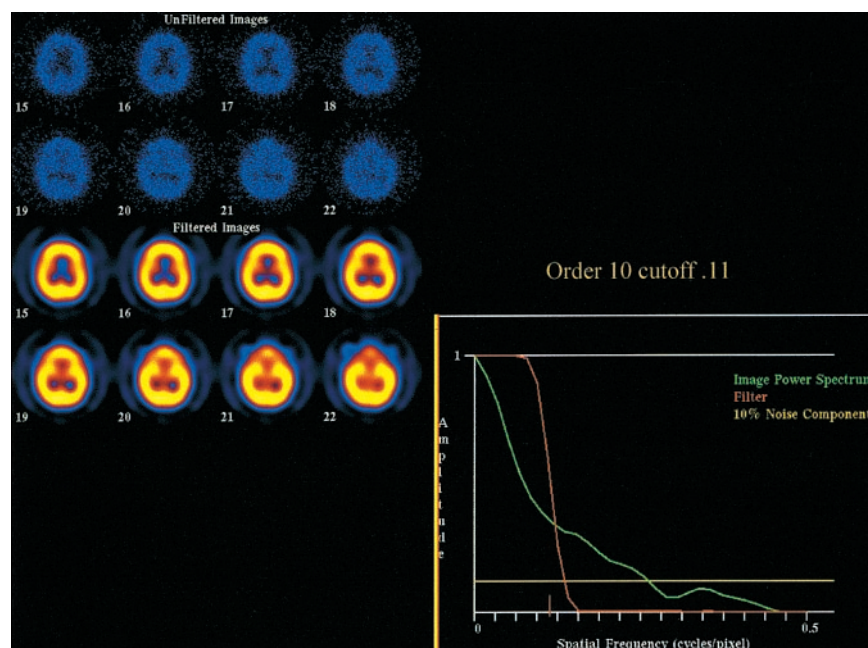 UnFiltered Images
15 16 17 18
19 20 21 22
Filtered Images
15 16 17 18
19 20 21 22
Order 10 cutoff .11
1
Image Power Spectrum
Filter
10% Noise Component
Amplitude
0 0.5
Spatial Frequency (cycles/pixel)